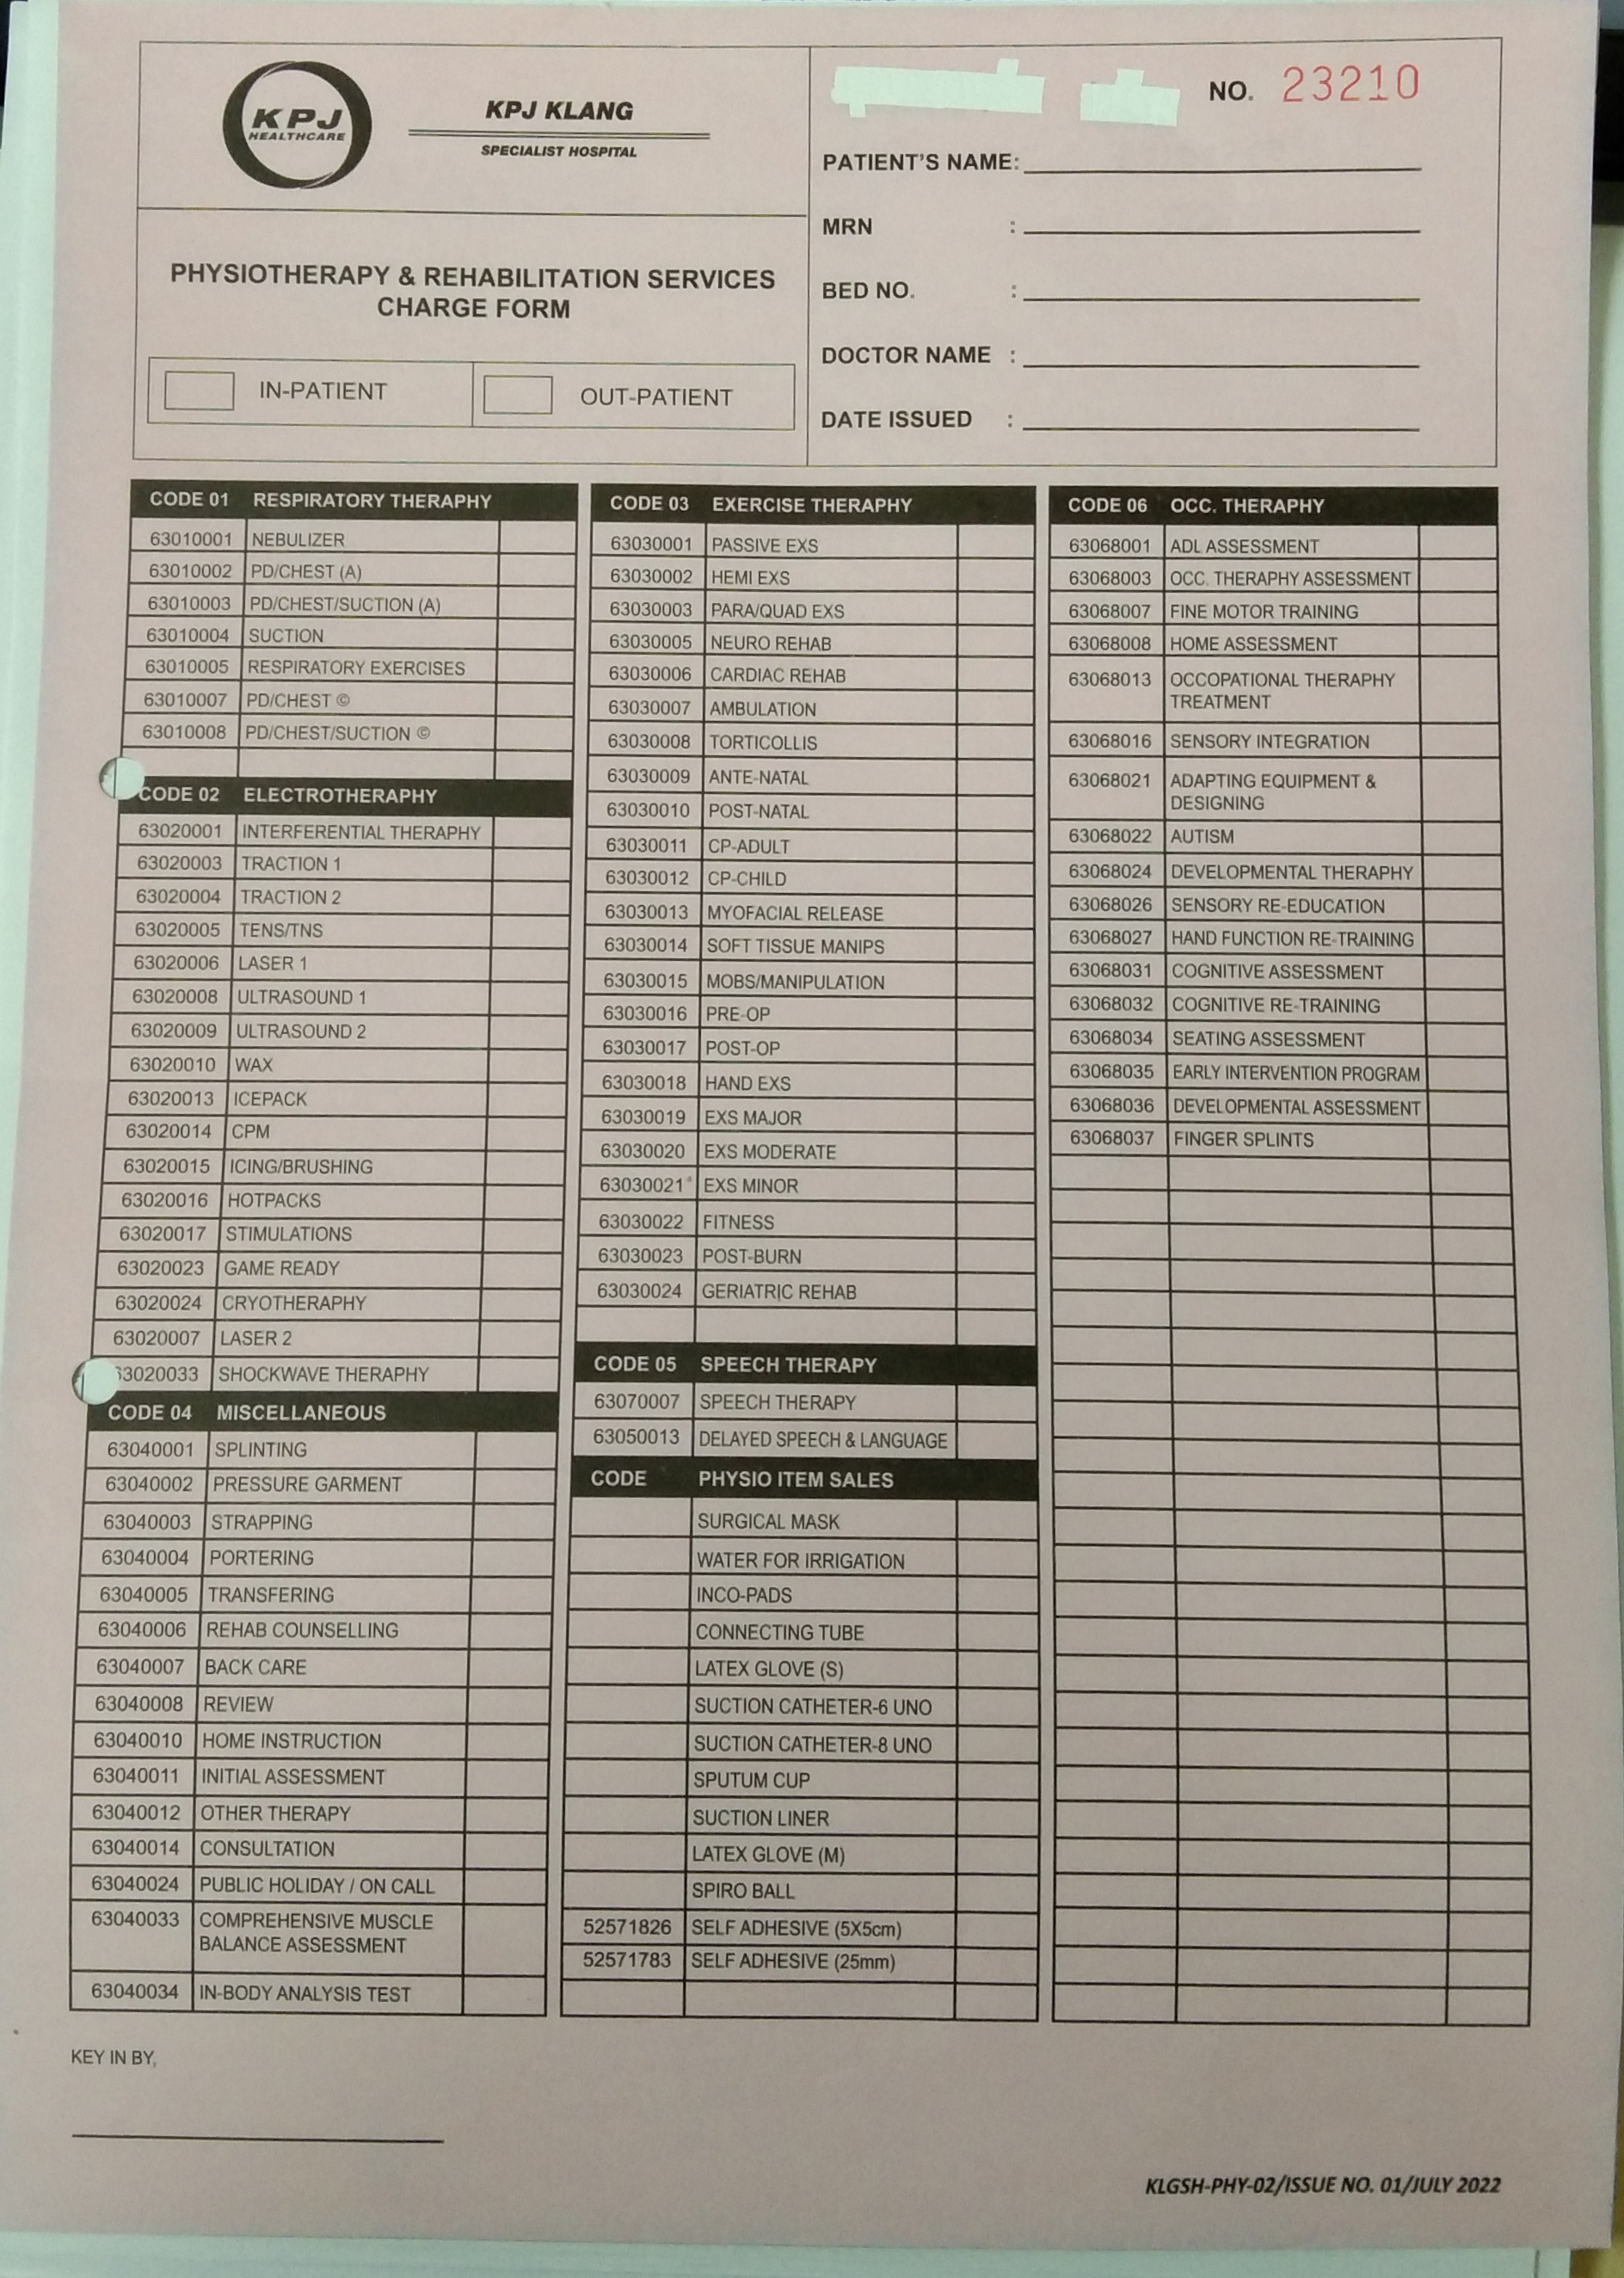 KPJ
HEALTHCARE
KPJ KLANG
SPECIALIST HOSPITAL
PHYSIOTHERAPY & REHABILITATION SERVICES
CHARGE FORM
IN-PATIENT
OUT-PATIENT
NO. 23210
PATIENT'S NAME:
MRN :
BED NO. :
DOCTOR NAME :
DATE ISSUED :
CODE 01 RESPIRATORY THERAPHY
63010001 NEBULIZER
63010002 PD/CHEST (A)
63010003 PD/CHEST/SUCTION (A)
63010004 SUCTION
63010005 RESPIRATORY EXERCISES
63010007 PD/CHEST ©
63010008 PD/CHEST/SUCTION ©
CODE 02 ELECTROTHERAPHY
63020001 INTERFERENTIAL THERAPHY
63020003 TRACTION 1
63020004 TRACTION 2
63020005 TENS/TNS
63020006 LASER 1
63020008 ULTRASOUND 1
63020009 ULTRASOUND 2
63020010 WAX
63020013 ICEPACK
63020014 CPM
63020015 ICING/BRUSHING
63020016 HOTPACKS
63020017 STIMULATIONS
63020023 GAME READY
63020024 CRYOTHERAPHY
63020007 LASER 2
63020033 SHOCKWAVE THERAPHY
CODE 04 MISCELLANEOUS
63040001 SPLINTING
63040002 PRESSURE GARMENT
63040003 STRAPPING
63040004 PORTERING
63040005 TRANSFERING
63040006 REHAB COUNSELLING
63040007 BACK CARE
63040008 REVIEW
63040010 HOME INSTRUCTION
63040011 INITIAL ASSESSMENT
63040012 OTHER THERAPY
63040014 CONSULTATION
63040024 PUBLIC HOLIDAY / ON CALL
63040033 COMPREHENSIVE MUSCLE
BALANCE ASSESSMENT
63040034 IN-BODY ANALYSIS TEST
CODE 03 EXERCISE THERAPHY
63030001 PASSIVE EXS
63030002 HEMI EXS
63030003 PARA/QUAD EXS
63030005 NEURO REHAB
63030006 CARDIAC REHAB
63030007 AMBULATION
63030008 TORTICOLLIS
63030009 ANTE-NATAL
63030010 POST-NATAL
63030011 CP-ADULT
63030012 CP-CHILD
63030013 MYOFACIAL RELEASE
63030014 SOFT TISSUE MANIPS
63030015 MOBS/MANIPULATION
63030016 PRE-OP
63030017 POST-OP
63030018 HAND EXS
63030019 EXS MAJOR
63030020 EXS MODERATE
63030021 EXS MINOR
63030022 FITNESS
63030023 POST-BURN
63030024 GERIATRIC REHAB
CODE 05 SPEECH THERAPY
63070007 SPEECH THERAPY
63050013 DELAYED SPEECH & LANGUAGE
CODE PHYSIO ITEM SALES
SURGICAL MASK
WATER FOR IRRIGATION
INCO-PADS
CONNECTING TUBE
LATEX GLOVE (S)
SUCTION CATHETER-6 UNO
SUCTION CATHETER-8 UNO
SPUTUM CUP
SUCTION LINER
LATEX GLOVE (M)
SPIRO BALL
52571826 SELF ADHESIVE (5X5cm)
52571783 SELF ADHESIVE (25mm)
CODE 06 OCC. THERAPHY
63068001 ADL ASSESSMENT
63068003 OCC. THERAPHY ASSESSMENT
63068007 FINE MOTOR TRAINING
63068008 HOME ASSESSMENT
63068013 OCCOPATIONAL THERAPHY
TREATMENT
63068016 SENSORY INTEGRATION
63068021 ADAPTING EQUIPMENT &
DESIGNING
63068022 AUTISM
63068024 DEVELOPMENTAL THERAPHY
63068026 SENSORY RE-EDUCATION
63068027 HAND FUNCTION RE-TRAINING
63068031 COGNITIVE ASSESSMENT
63068032 COGNITIVE RE-TRAINING
63068034 SEATING ASSESSMENT
63068035 EARLY INTERVENTION PROGRAM
63068036 DEVELOPMENTAL ASSESSMENT
63068037 FINGER SPLINTS
KEY IN BY,
KLGSH-PHY-02/ISSUE NO. 01/JULY 2022